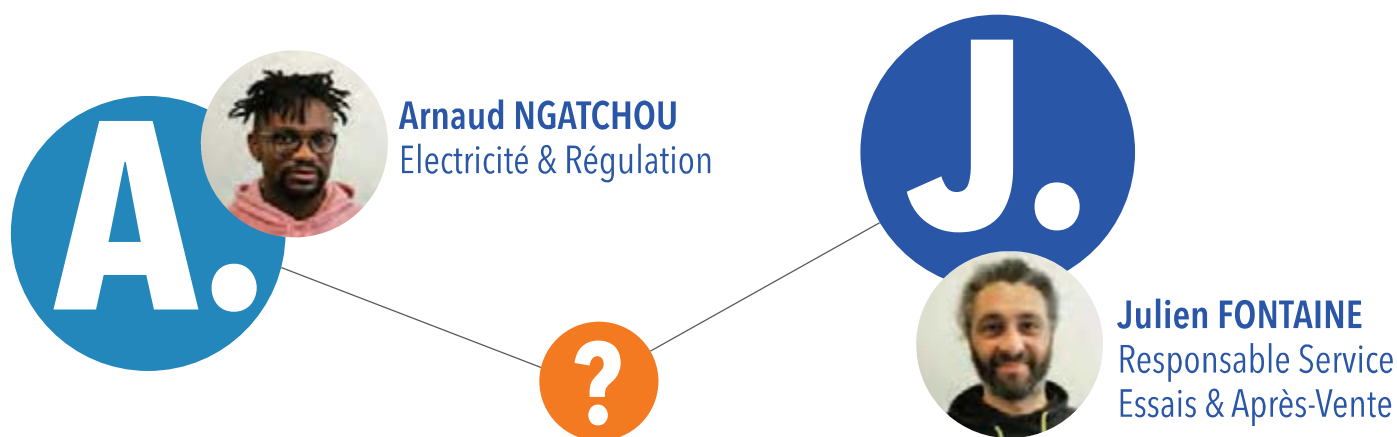 A.
Arnaud NGATCHOU
Electricité & Régulation
J.
?
Julien FONTAINE
Responsable Service
Essais & Après-Vente